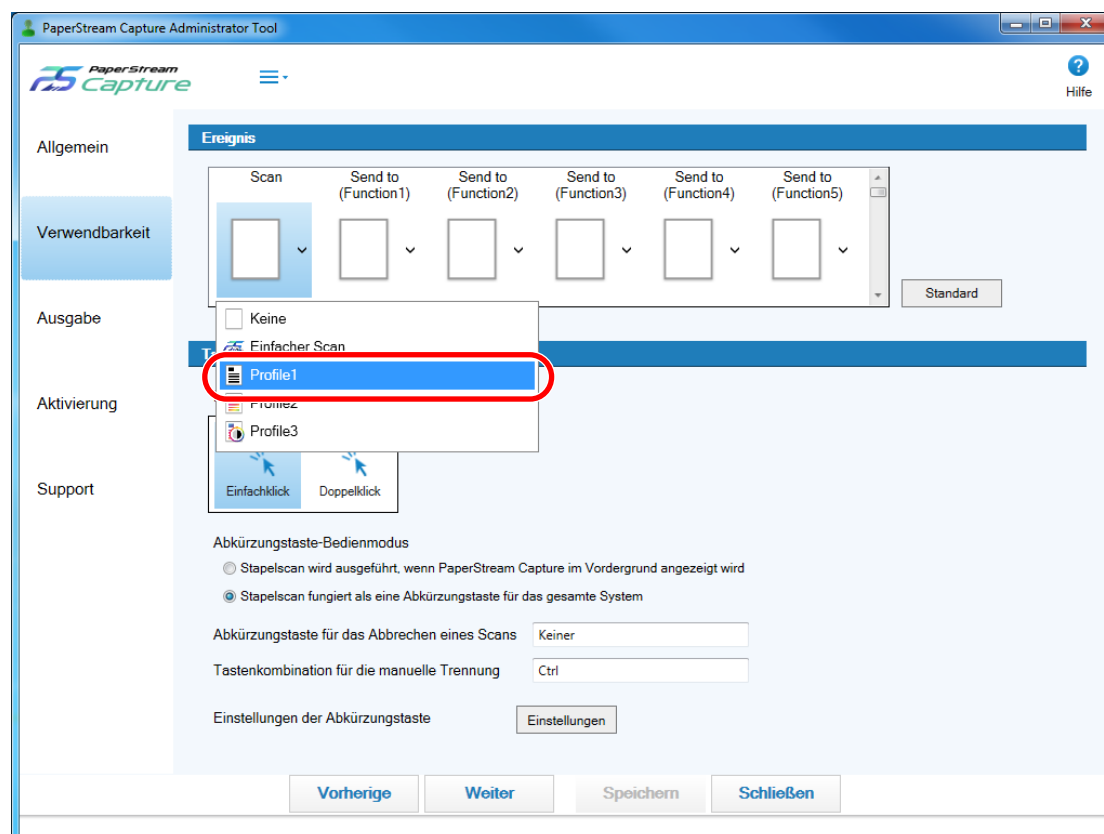 PaperStream Capture Administrator Tool
PaperStream
Capture
Hilfe
Allgemein
Verwendbarkeit
Ausgabe
Aktivierung
Support
Ereignis
Scan
Send to
(Function1)
Send to
(Function2)
Send to
(Function3)
Send to
(Function4)
Send to
(Function5)
Standard
Keine
Einfacher Scan
Profile1
Profile2
Profile3
Einfachklick
Doppelklick
Abkürzungstaste-Bedienmodus
Stapelscan wird ausgeführt, wenn PaperStream Capture im Vordergrund angezeigt wird
Stapelscan fungiert als eine Abkürzungstaste für das gesamte System
Abkürzungstaste für das Abbrechen eines Scans Keiner
Tastenkombination für die manuelle Trennung Ctrl
Einstellungen der Abkürzungstaste Einstellungen
Vorherige Weiter Speichern Schließen